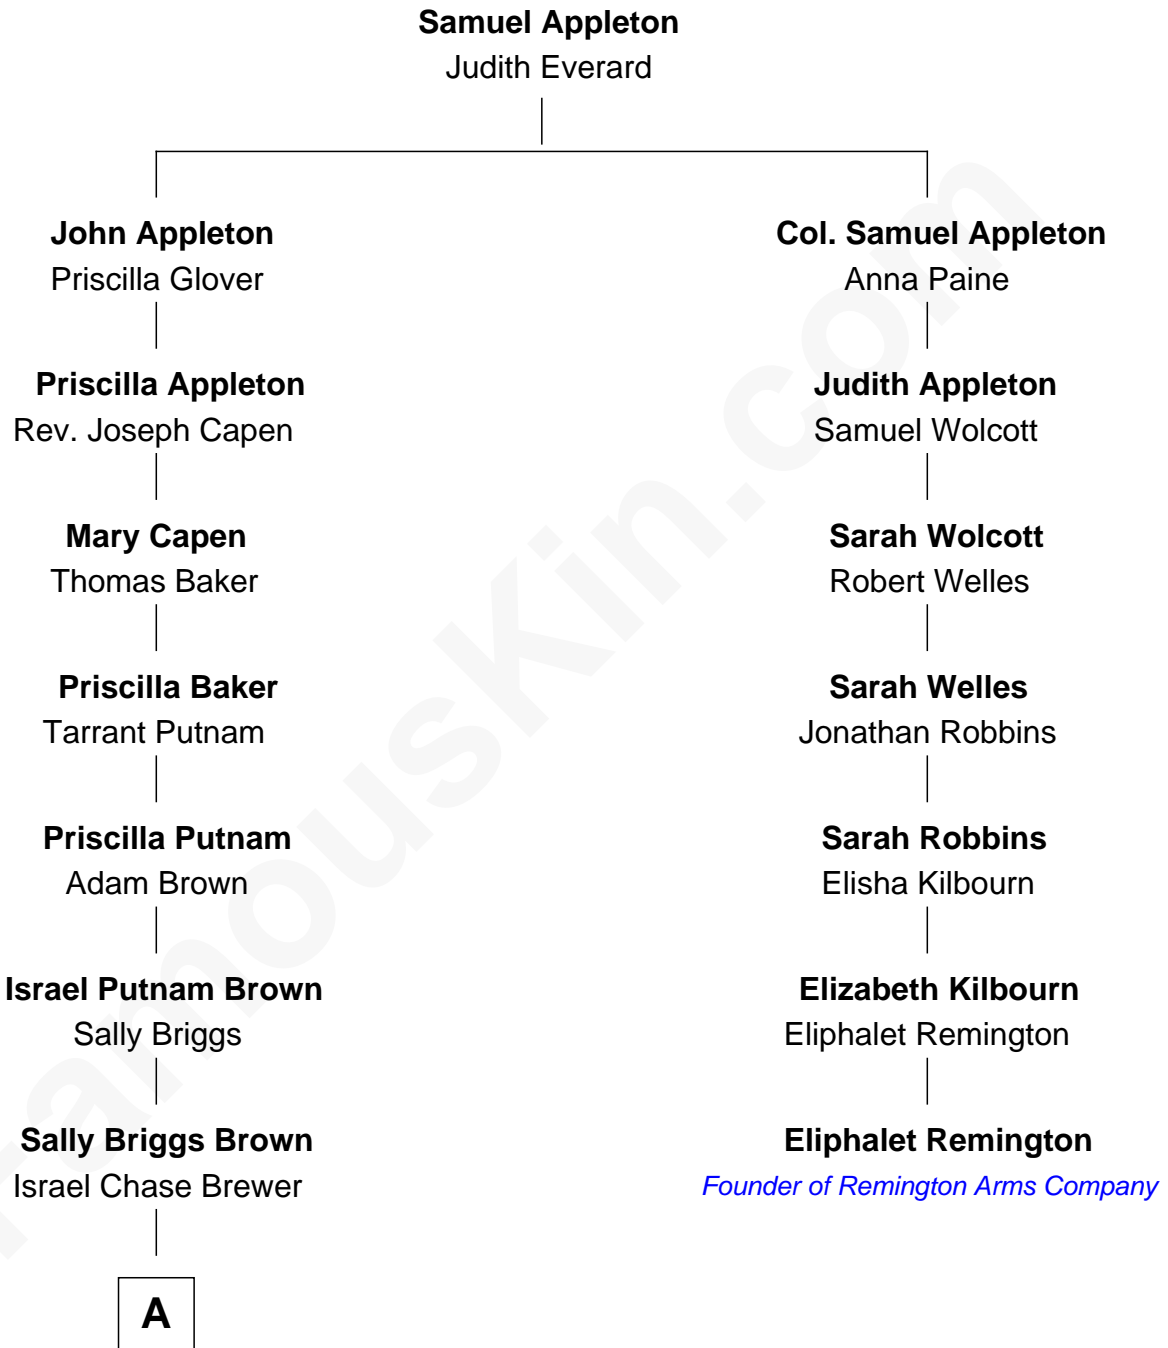 Samuel Appleton
Judith Everard
John Appleton
Priscilla Glover
Priscilla Appleton
Rev. Joseph Capen
Mary Capen
Thomas Baker
Priscilla Baker
Tarrant Putnam
Priscilla Putnam
Adam Brown
Israel Putnam Brown
Sally Briggs
Sally Briggs Brown
Israel Chase Brewer
A
Col. Samuel Appleton
Anna Paine
Judith Appleton
Samuel Wolcott
Sarah Wolcott
Robert Welles
Sarah Welles
Jonathan Robbins
Sarah Robbins
Elisha Kilbourn
Elizabeth Kilbourn
Eliphalet Remington
Eliphalet Remington
Founder of Remington Arms Company
FamousKin.com